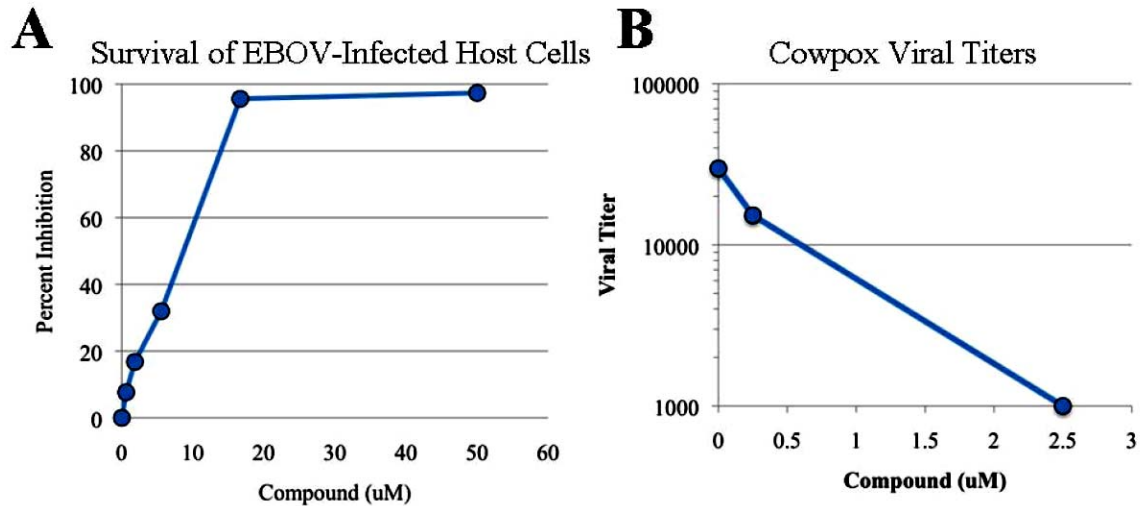 A
Survival of EBOV-Infected Host Cells
Percent Inhibition
100
80
60
40
20
0
0 10 20 30 40 50 60
Compound (uM)
B
Cowpox Viral Titers
Viral Titer
100000
10000
1000
0 0.5 1 1.5 2 2.5 3
Compound (uM)